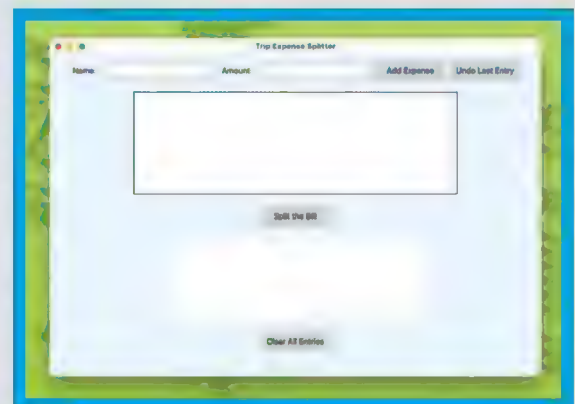 Trip Expense Splitter
Name Amount Add Expense Undo Last Entry
Split the Bill
Clear All Entries